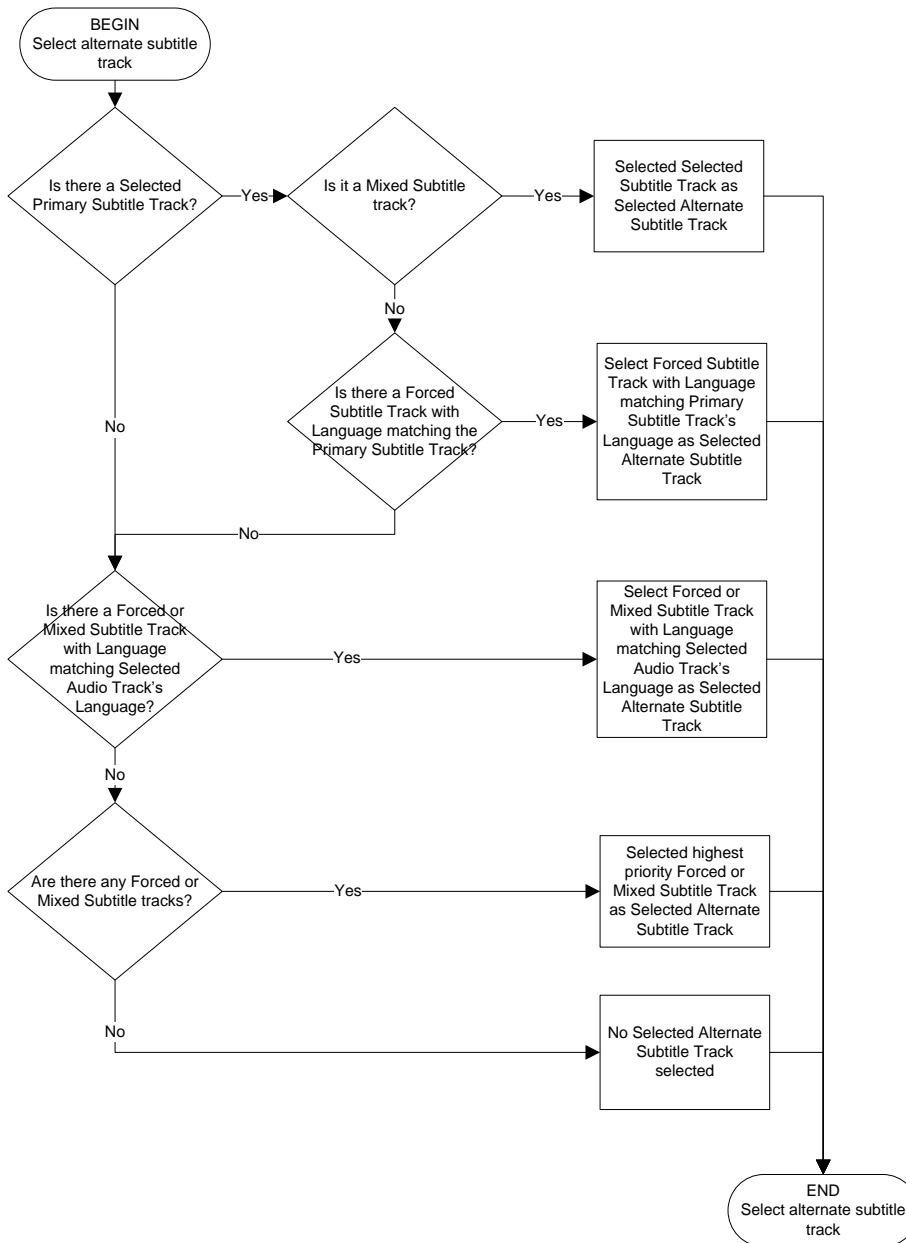 BEGIN
Select alternate subtitle
track
Is there a Selected
Primary Subtitle Track?
Yes
Is it a Mixed Subtitle
track?
Yes
Selected Selected
Subtitle Track as
Selected Alternate
Subtitle Track
No
No
Is there a Forced
Subtitle Track with
Language matching the
Primary Subtitle Track?
Yes
Select Forced Subtitle
Track with Language
matching Primary
Subtitle Track's
Language as Selected
Alternate Subtitle
Track
No
Is there a Forced or
Mixed Subtitle Track
with Language
matching Selected
Audio Track's
Language?
Yes
Select Forced or
Mixed Subtitle Track
with Language
matching Selected
Audio Track's
Language as Selected
Alternate Subtitle
Track
No
Are there any Forced or
Mixed Subtitle tracks?
Yes
Selected highest
priority Forced or
Mixed Subtitle Track
as Selected Alternate
Subtitle Track
No
No Selected Alternate
Subtitle Track
selected
END
Select alternate subtitle
track